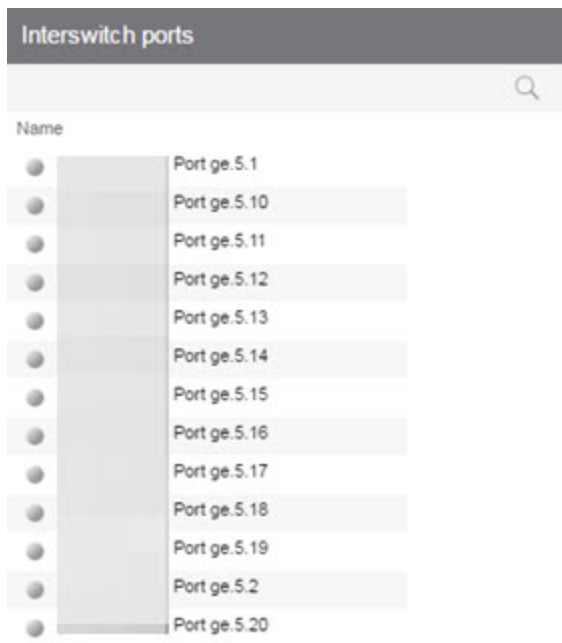 Interswitch ports
Name
Port ge.5.1
Port ge.5.10
Port ge.5.11
Port ge.5.12
Port ge.5.13
Port ge.5.14
Port ge.5.15
Port ge.5.16
Port ge.5.17
Port ge.5.18
Port ge.5.19
Port ge.5.2
Port ge.5.20